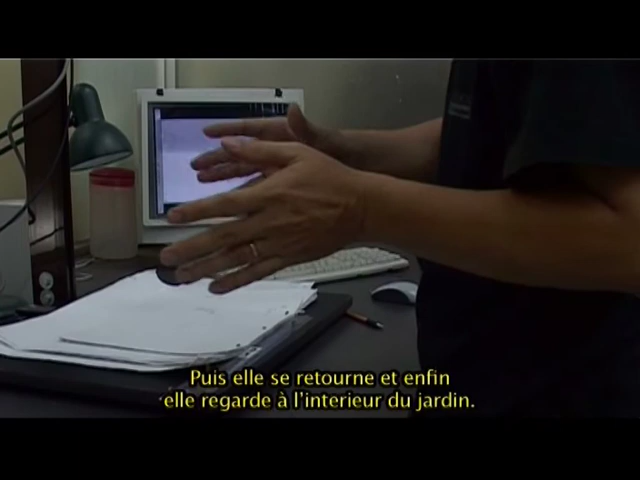 Puis elle se retourne et enfin
elle regarde à l'interieur du jardin.